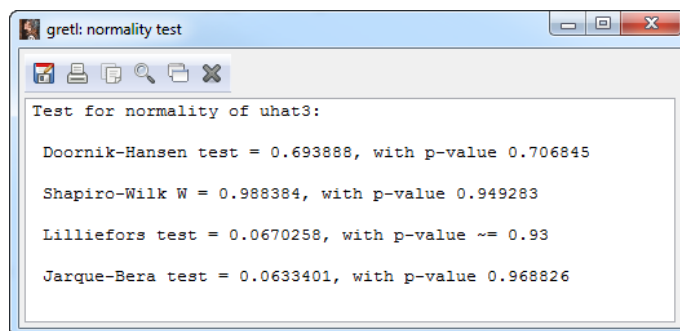 gretl: normality test
Test for normality of uhat3:
Doornik-Hansen test = 0.693888, with p-value 0.706845
Shapiro-Wilk W = 0.988384, with p-value 0.949283
Lilliefors test = 0.0670258, with p-value ~= 0.93
Jarque-Bera test = 0.0633401, with p-value 0.968826